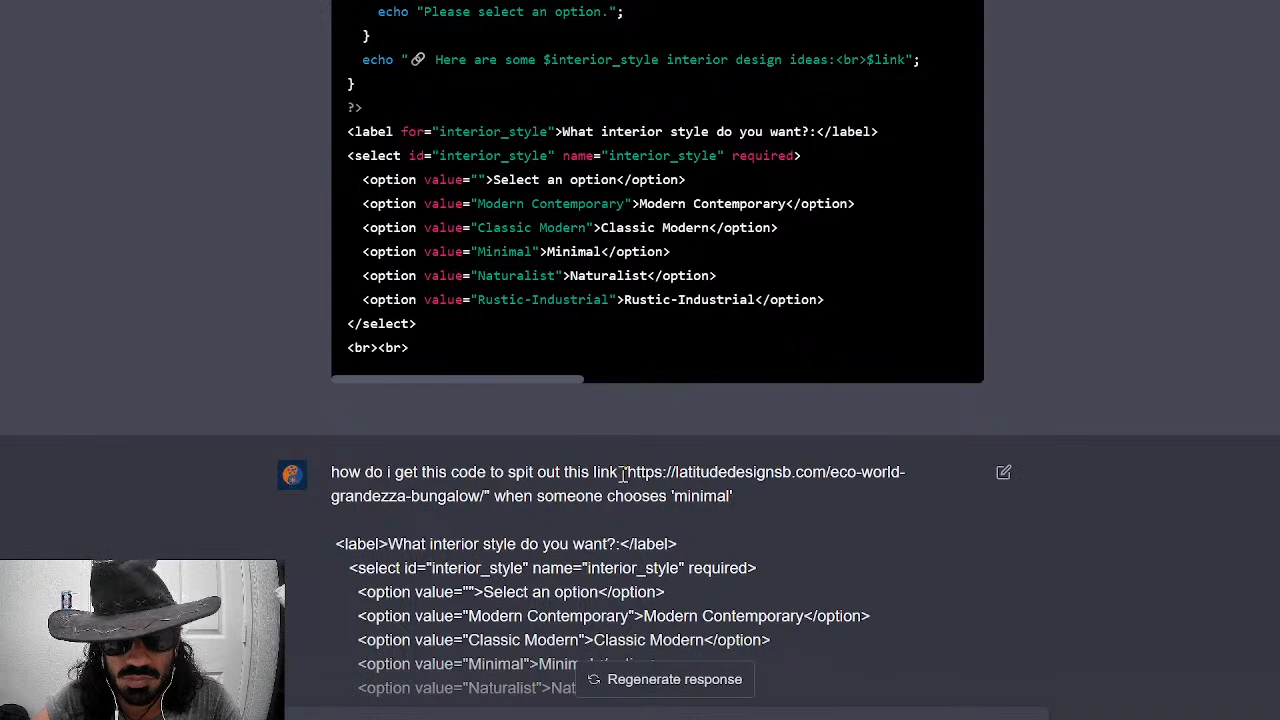 echo "Please select an option.";
}
echo "🔗 Here are some $interior_style interior design ideas:<br>$link";
}
?>
<label for="interior_style">What interior style do you want?:</label>
<select id="interior_style" name="interior_style" required>
<option value="">Select an option</option>
<option value="Modern Contemporary">Modern Contemporary</option>
<option value="Classic Modern">Classic Modern</option>
<option value="Minimal">Minimal</option>
<option value="Naturalist">Naturalist</option>
<option value="Rustic-Industrial">Rustic-Industrial</option>
</select>
<br><br>
how do i get this code to spit out this link "https://latitudedesignsb.com/eco-world-
grandezza-bungalow/" when someone chooses 'minimal'
<label>What interior style do you want?:</label>
<select id="interior_style" name="interior_style" required>
<option value="">Select an option</option>
<option value="Modern Contemporary">Modern Contemporary</option>
<option value="Classic Modern">Classic Modern</option>
<option value="Minimal">Minim
<option value="Naturalist">Nat
Regenerate response